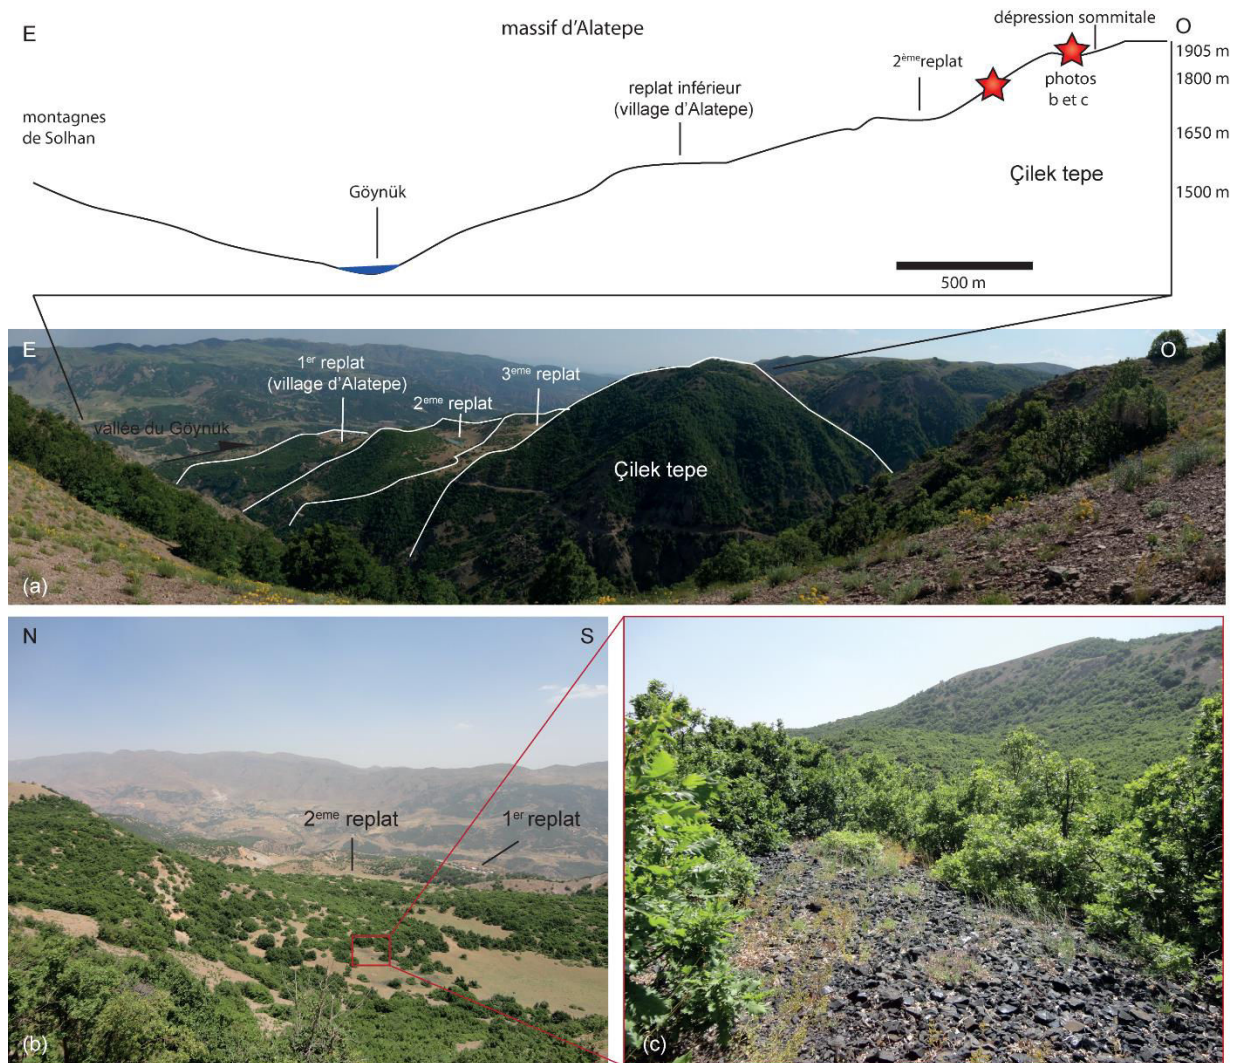 E
massif d'Alatepe
dépression sommitale
O
1905 m
2ème replat
1800 m
photos
b et c
replat inférieur
(village d'Alatepe)
montagnes
de Solhan
1650 m
Çilek tepe
Göynük
1500 m
500 m
E
O
1er replat
(village d'Alatepe)
3eme replat
2eme replat
vallée du Göynük
Çilek tepe
(a)
N
S
2eme replat
1er replat
(b)
(c)